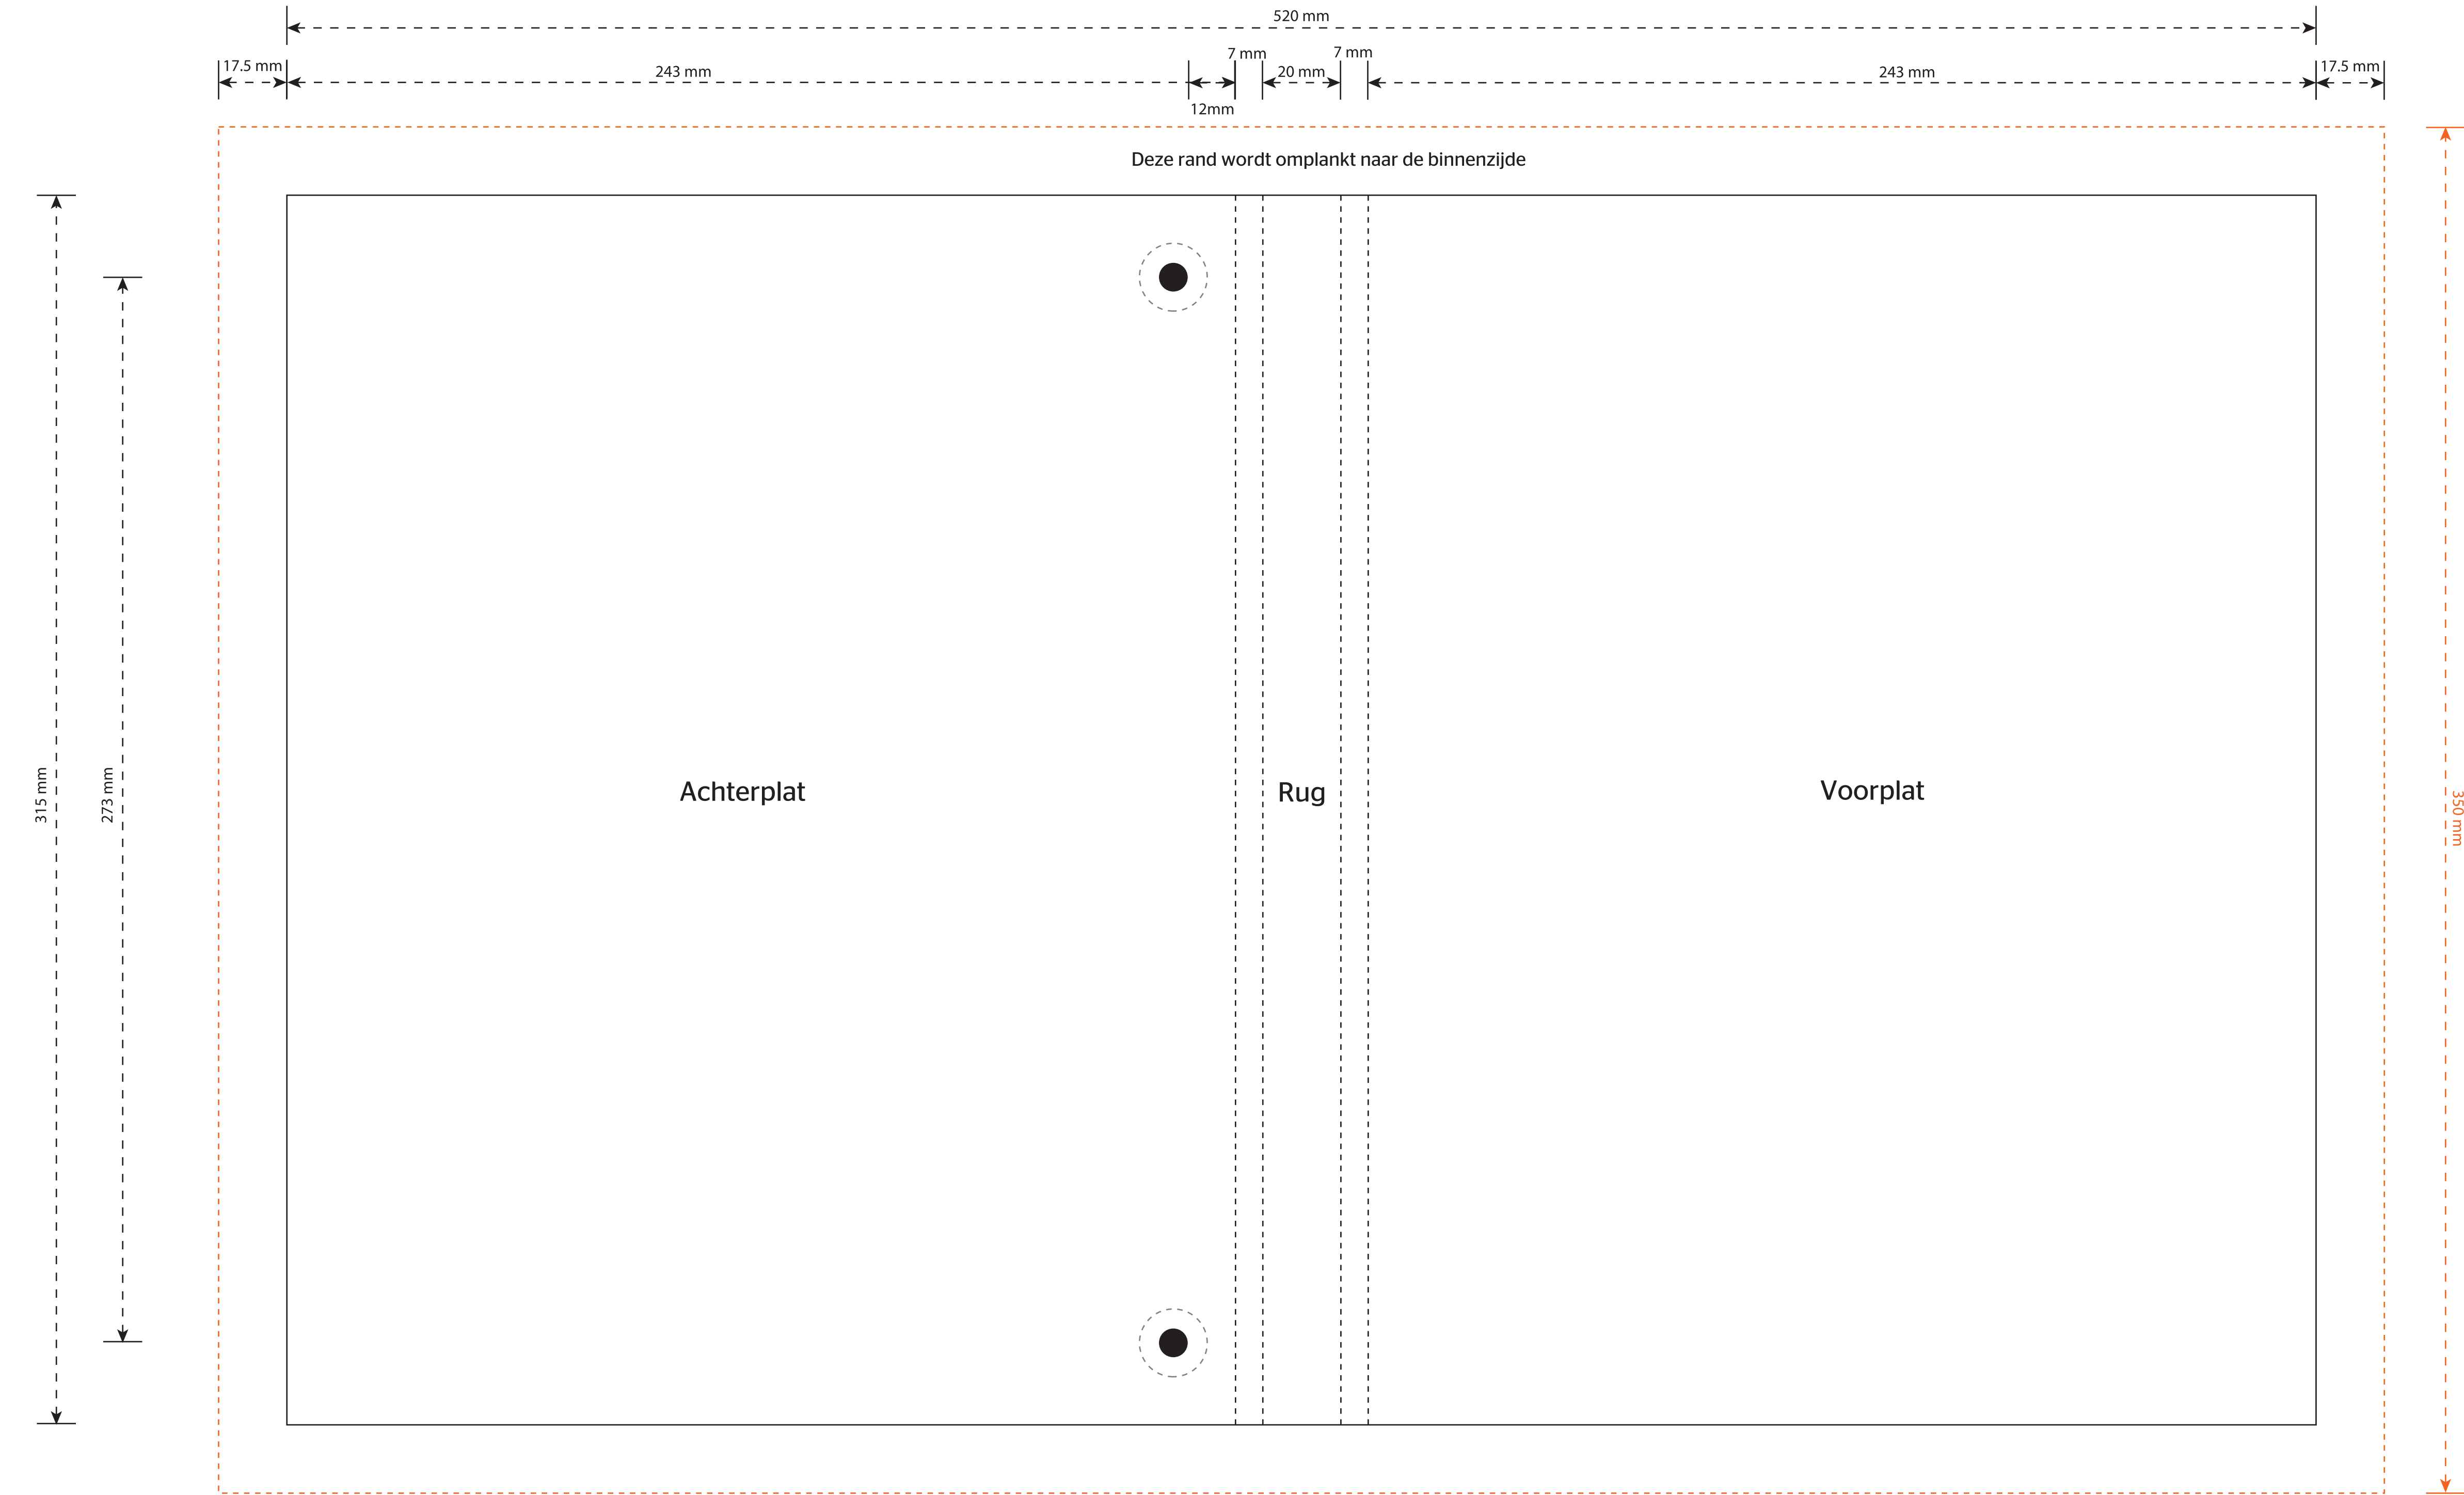 520 mm
7 mm
7 mm
17.5 mm
243 mm
20 mm
243 mm
17.5 mm
12mm
Deze rand wordt omplankt naar de binnenzijde
315 mm
273 mm
Achterplat
Rug
Voorplat
350 mm